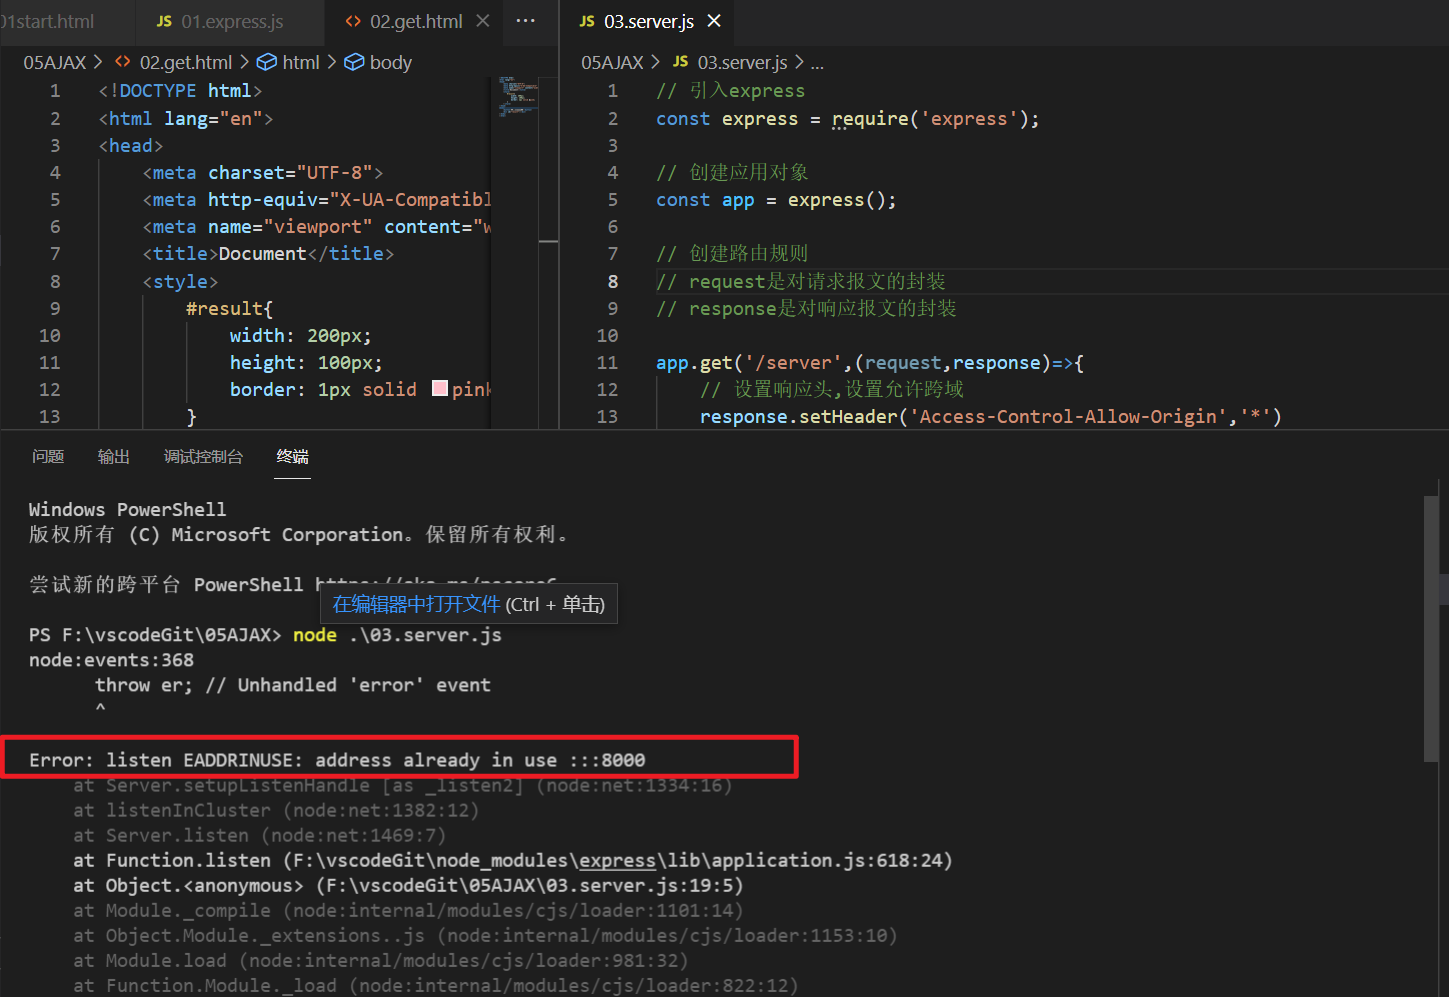 01start.html
JS 01.express.js
<> 02.get.html
...
JS 03.server.js
05AJAX > <> 02.get.html > html > body
1 <!DOCTYPE html>
2 <html lang="en">
3 <head>
4 <meta charset="UTF-8">
5 <meta http-equiv="X-UA-Compatibl
6 <meta name="viewport" content="w
7 <title>Document</title>
8 <style>
9 #result{
10 width: 200px;
11 height: 100px;
12 border: 1px solid pink
13 }
05AJAX > JS 03.server.js > ...
1 // 引入express
2 const express = require('express');
3
4 // 创建应用对象
5 const app = express();
6
7 // 创建路由规则
8 // request是对请求报文的封装
9 // response是对响应报文的封装
10
11 app.get('/server',(request,response)=>{
12 // 设置响应头,设置允许跨域
13 response.setHeader('Access-Control-Allow-Origin','*')
问题 输出 调试控制台 终端
Windows PowerShell
版权所有 (C) Microsoft Corporation。保留所有权利。
尝试新的跨平台 PowerShell
在编辑器中打开文件 (Ctrl + 单击)
PS F:\vscodeGit\05AJAX> node .\03.server.js
node:events:368
throw er; // Unhandled 'error' event
^
Error: listen EADDRINUSE: address already in use :::8000
at Server.setupListenHandle [as _listen2] (node:net:1334:16)
at listenInCluster (node:net:1382:12)
at Server.listen (node:net:1469:7)
at Function.listen (F:\vscodeGit\node_modules\express\lib\application.js:618:24)
at Object.<anonymous> (F:\vscodeGit\05AJAX\03.server.js:19:5)
at Module._compile (node:internal/modules/cjs/loader:1101:14)
at Object.Module._extensions..js (node:internal/modules/cjs/loader:1153:10)
at Module.load (node:internal/modules/cjs/loader:981:32)
at Function.Module._load (node:internal/modules/cjs/loader:822:12)